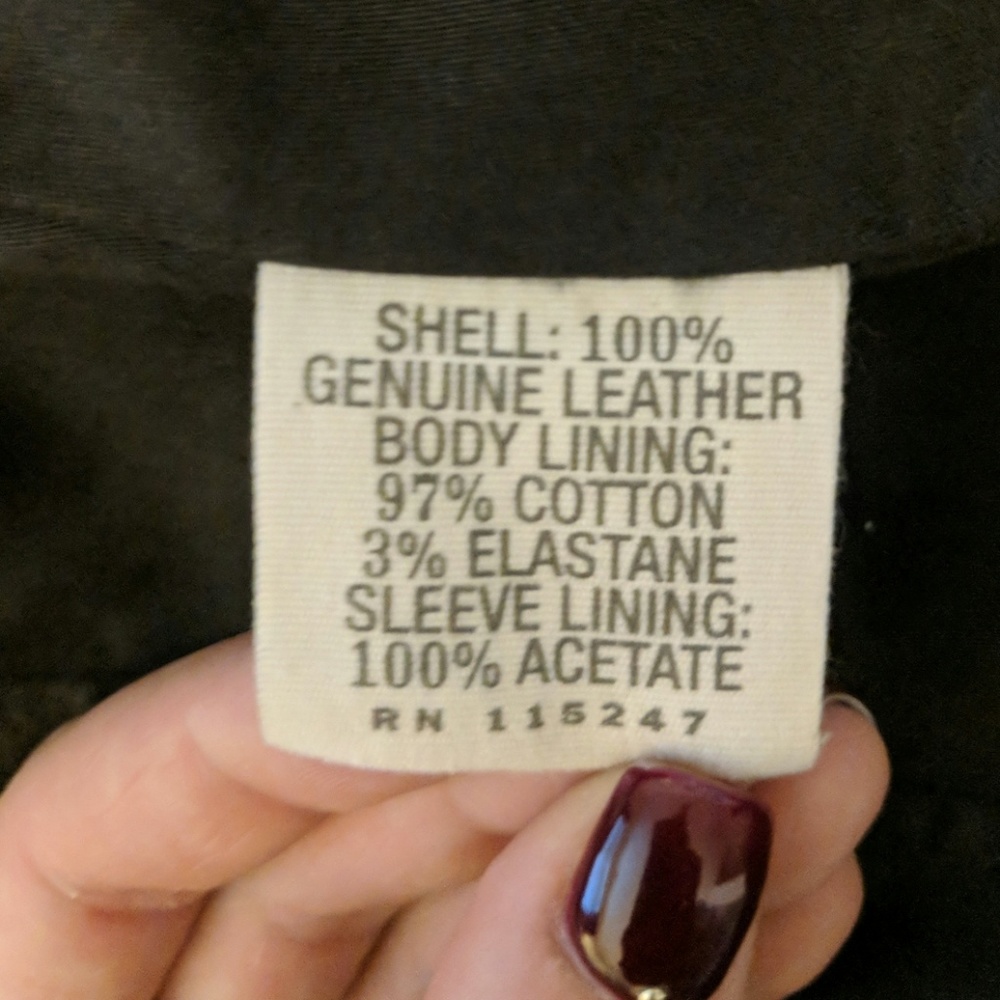 SHELL: 100%
GENUINE LEATHER
BODY LINING:
97% COTTON
3% ELASTANE
SLEEVE LINING:
100% ACETATE
RN 115247